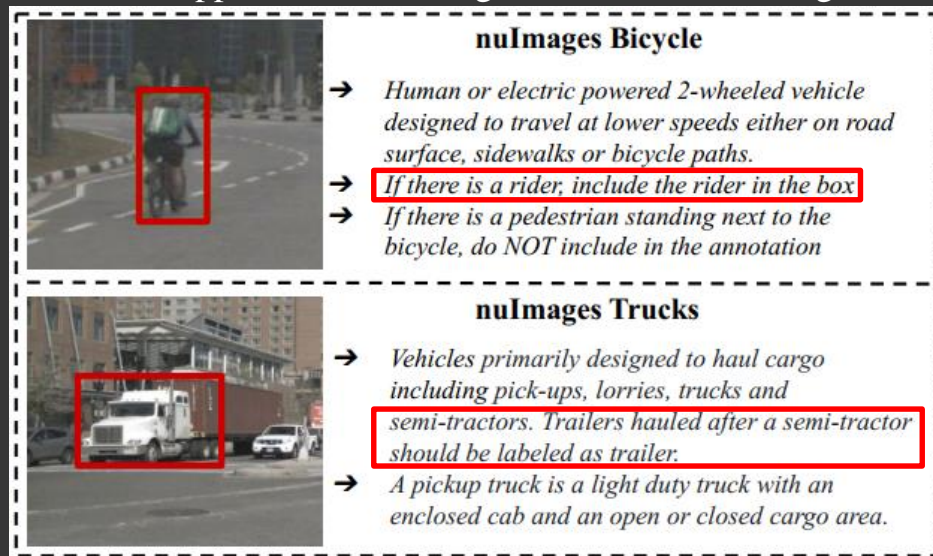 nuImages Bicycle
➔ Human or electric powered 2-wheeled vehicle
designed to travel at lower speeds either on road
surface, sidewalks or bicycle paths.
➔ If there is a rider, include the rider in the box
➔ If there is a pedestrian standing next to the
bicycle, do NOT include in the annotation
nuImages Trucks
➔ Vehicles primarily designed to haul cargo
including pick-ups, lorries, trucks and
semi-tractors. Trailers hauled after a semi-tractor
should be labeled as trailer.
➔ A pickup truck is a light duty truck with an
enclosed cab and an open or closed cargo area.